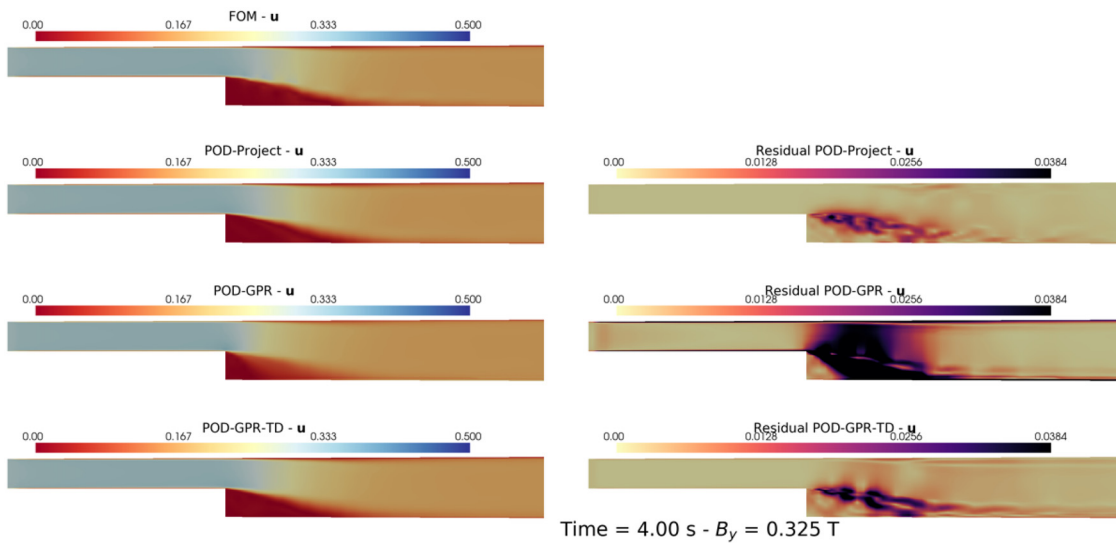 FOM - u
0.00 0.167 0.333 0.500
POD-Project - u
0.00 0.167 0.333 0.500
Residual POD-Project - u
0.00 0.0128 0.0256 0.0384
POD-GPR - u
0.00 0.167 0.333 0.500
Residual POD-GPR - u
0.00 0.0128 0.0256 0.0384
POD-GPR-TD - u
0.00 0.167 0.333 0.500
Residual POD-GPR-TD - u
0.00 0.0128 0.0256 0.0384
Time = 4.00 s - B_y = 0.325 T